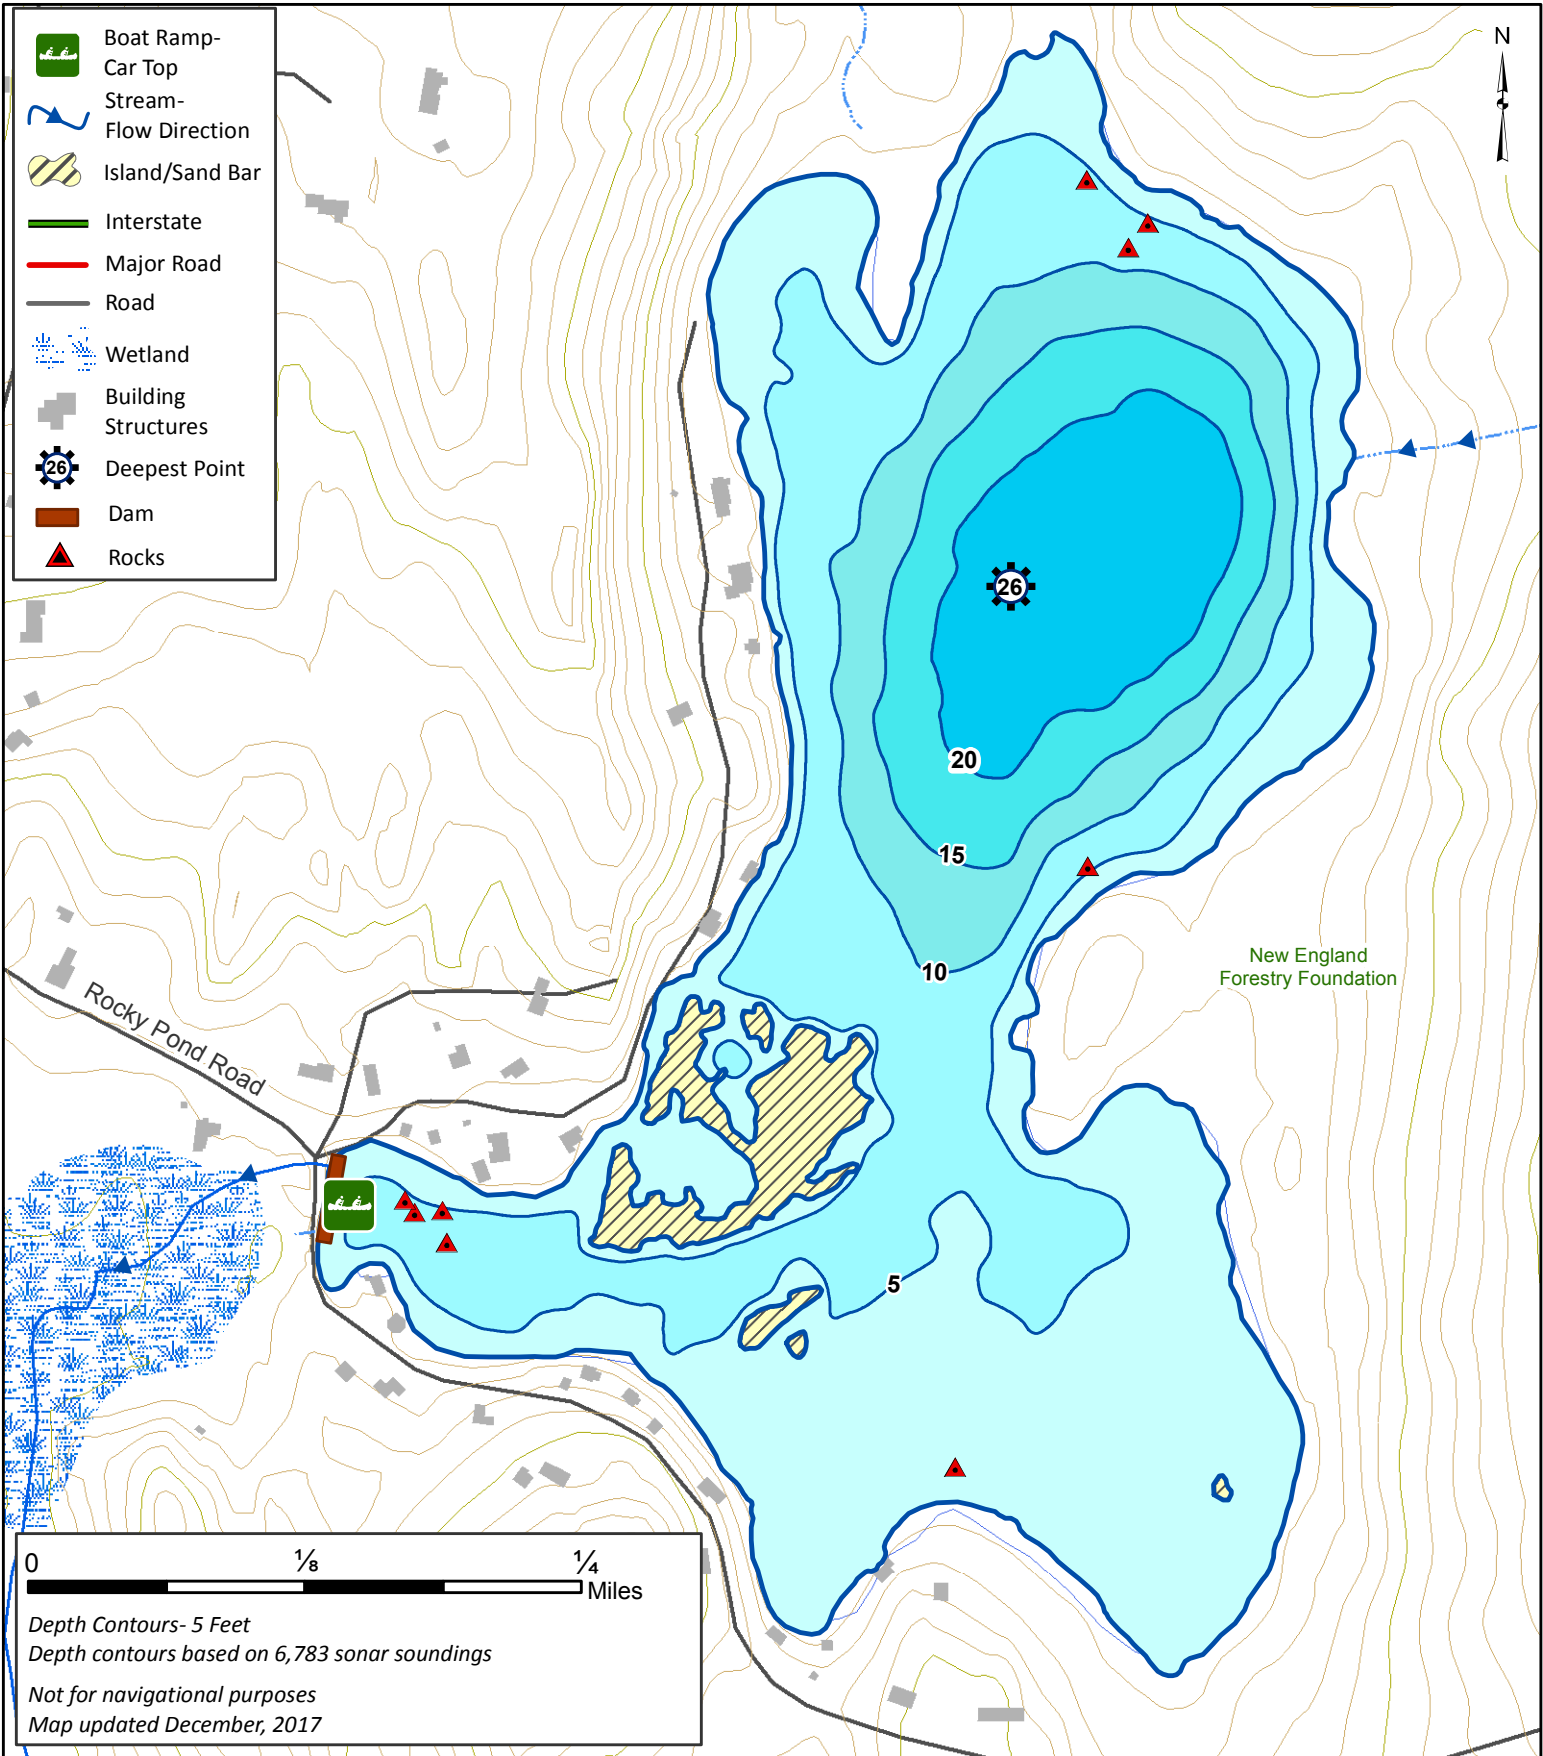 Boat Ramp-
Car Top
Stream-
Flow Direction
Island/Sand Bar
Interstate
Major Road
Road
Wetland
Building
Structures
26
Deepest Point
Dam
Rocks
N
26
20
15
10
New England
Forestry Foundation
Rocky Pond Road
5
0
⅛
¼
Miles
Depth Contours- 5 Feet
Depth contours based on 6,783 sonar soundings
Not for navigational purposes
Map updated December, 2017